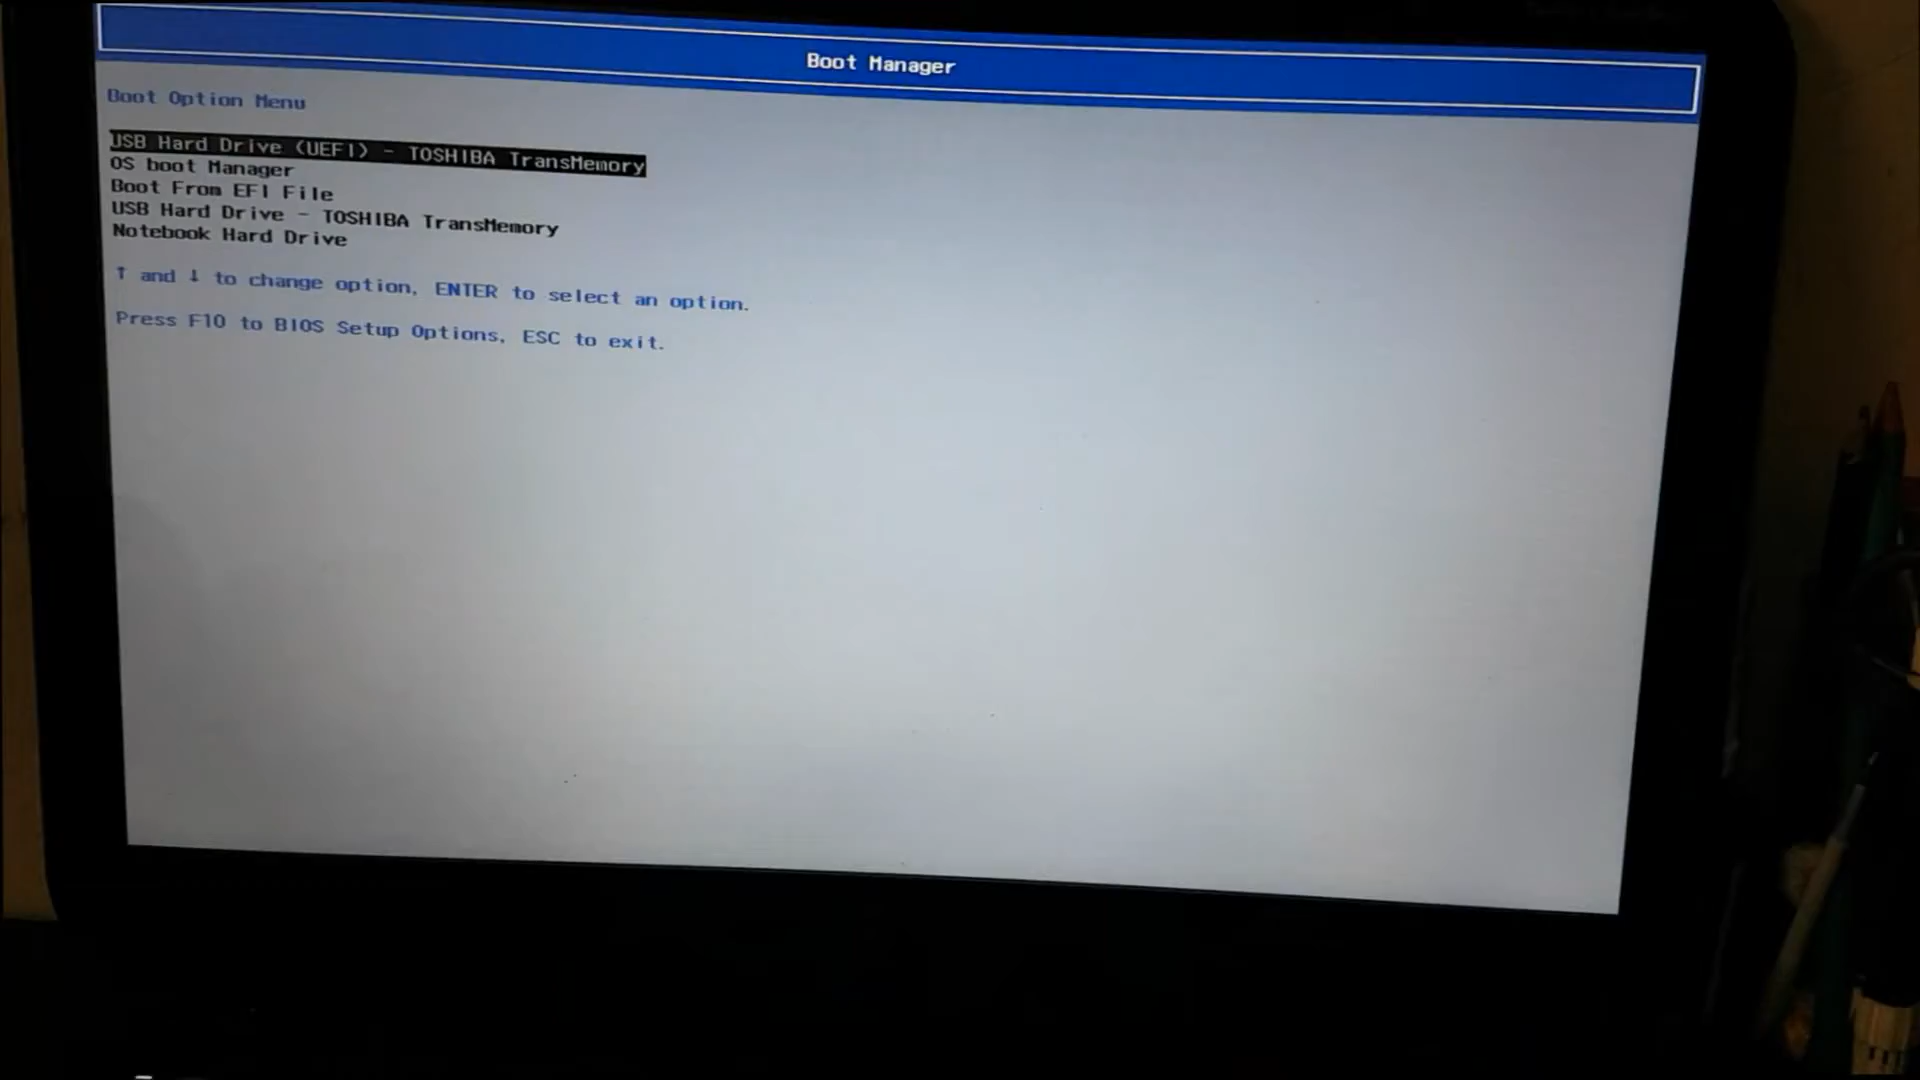 Boot Manager
Boot Option Menu
USB Hard Drive (UEFI) - TOSHIBA TransMemory
OS boot Manager
Boot From EFI File
USB Hard Drive - TOSHIBA TransMemory
Notebook Hard Drive
↑ and ↓ to change option, ENTER to select an option.
Press F10 to BIOS Setup Options, ESC to exit.